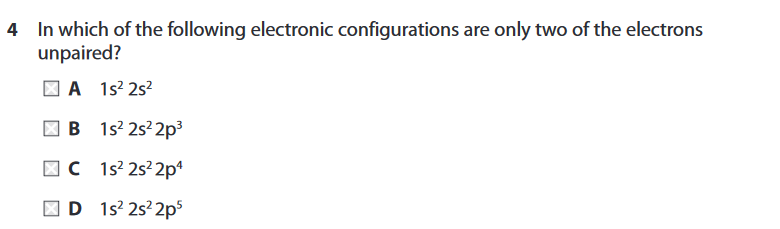 4 In which of the following electronic configurations are only two of the electrons
unpaired?
A 1s² 2s²
B 1s² 2s² 2p³
C 1s² 2s² 2p⁴
D 1s² 2s² 2p⁵